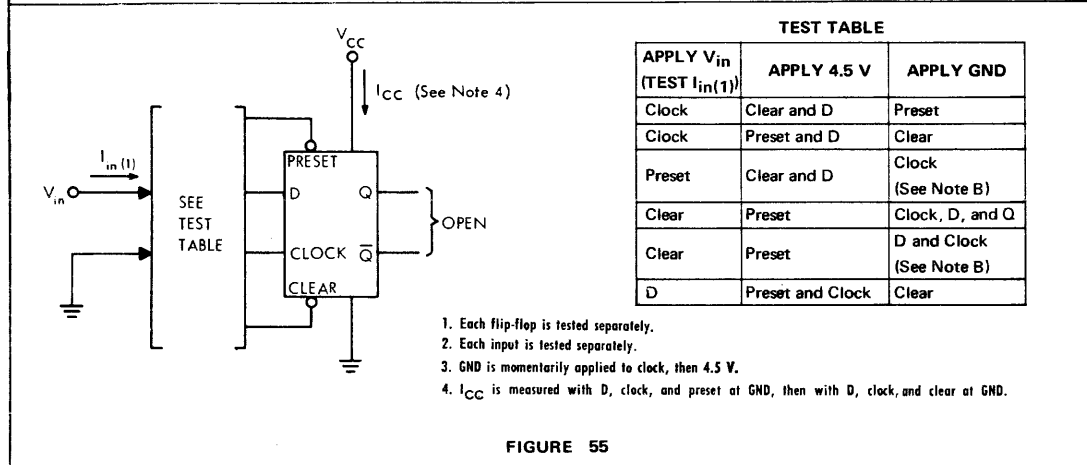 V_CC
I_CC (See Note 4)
I_in (1)
V_in
SEE
TEST
TABLE
PRESET
D
Q
CLOCK
Q̅
CLEAR
OPEN
TEST TABLE
APPLY V_in
(TEST I_in(1))
APPLY 4.5 V
APPLY GND
Clock
Clear and D
Preset
Clock
Preset and D
Clear
Preset
Clear and D
Clock
(See Note B)
Clear
Preset
Clock, D, and Q
Clear
Preset
D and Clock
(See Note B)
D
Preset and Clock
Clear
1. Each flip-flop is tested separately.
2. Each input is tested separately.
3. GND is momentarily applied to clock, then 4.5 V.
4. I_CC is measured with D, clock, and preset at GND, then with D, clock, and clear at GND.
FIGURE 55